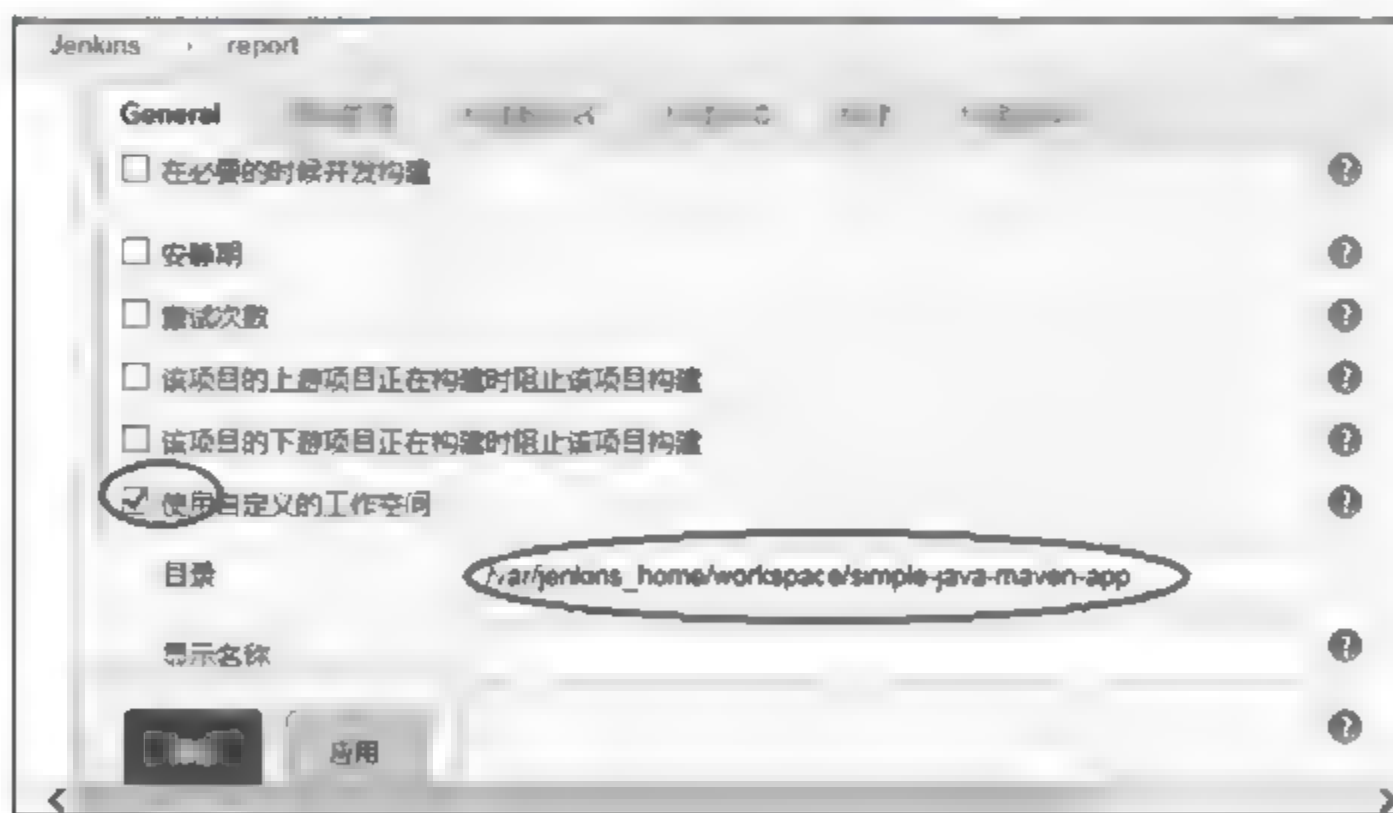 Jenkins › report
General
在必要的时候并发构建
安静期
重试次数
该项目的上游项目正在构建时阻止该项目构建
该项目的下游项目正在构建时阻止该项目构建
使用自定义的工作空间
目录 /var/jenkins_home/workspace/simple-java-maven-app
显示名称
应用